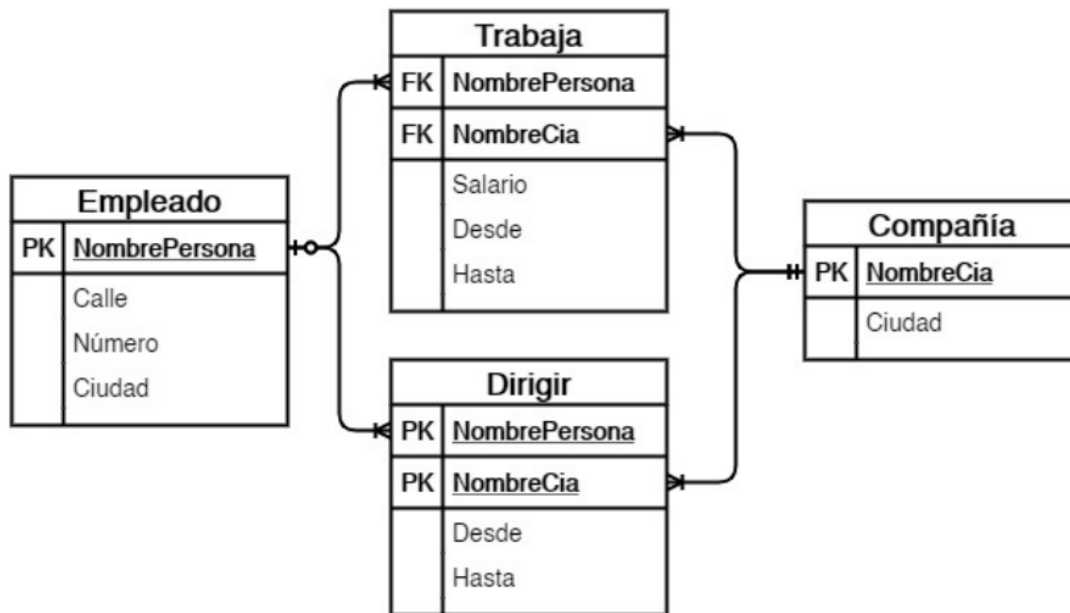 Trabaja
FK NombrePersona
FK NombreCia
Salario
Desde
Hasta
Empleado
PK NombrePersona
Calle
Número
Ciudad
Compañía
PK NombreCia
Ciudad
Dirigir
PK NombrePersona
PK NombreCia
Desde
Hasta